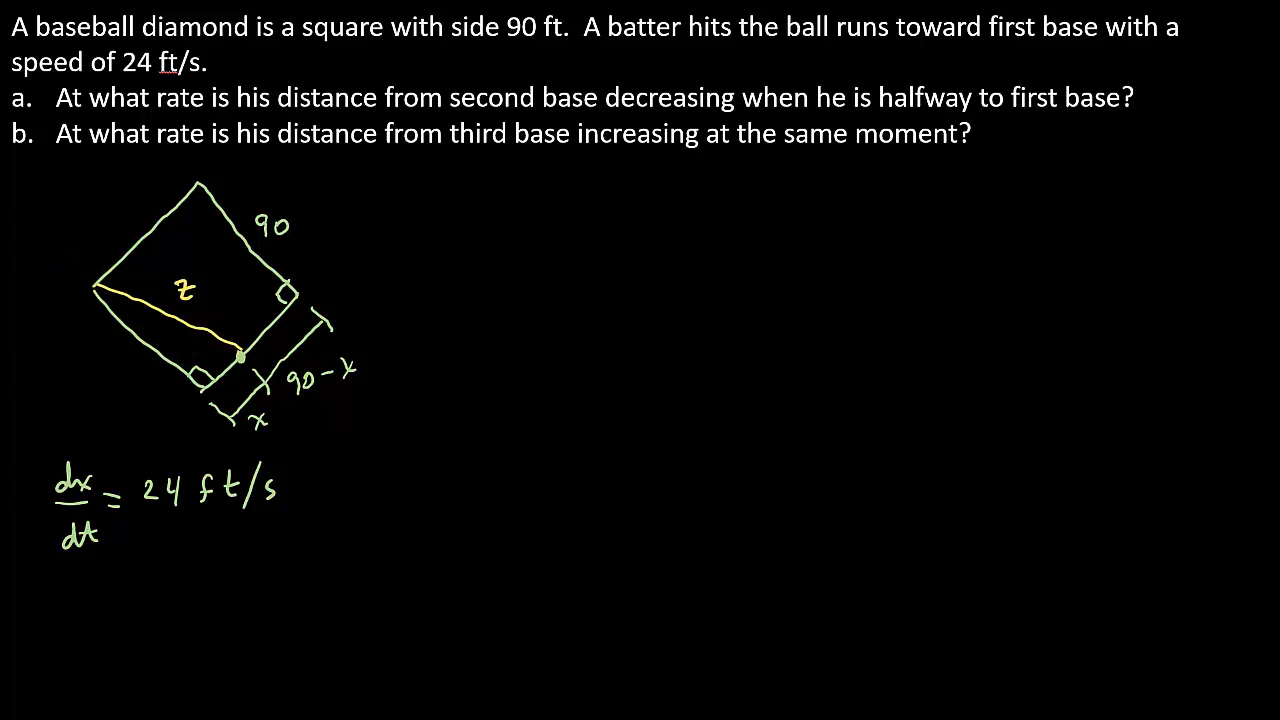 A baseball diamond is a square with side 90 ft.  A batter hits the ball runs toward first base with a
speed of 24 ft/s.
a. At what rate is his distance from second base decreasing when he is halfway to first base?
b. At what rate is his distance from third base increasing at the same moment?
90
z
90 - x
x
dx/dt = 24 ft/s